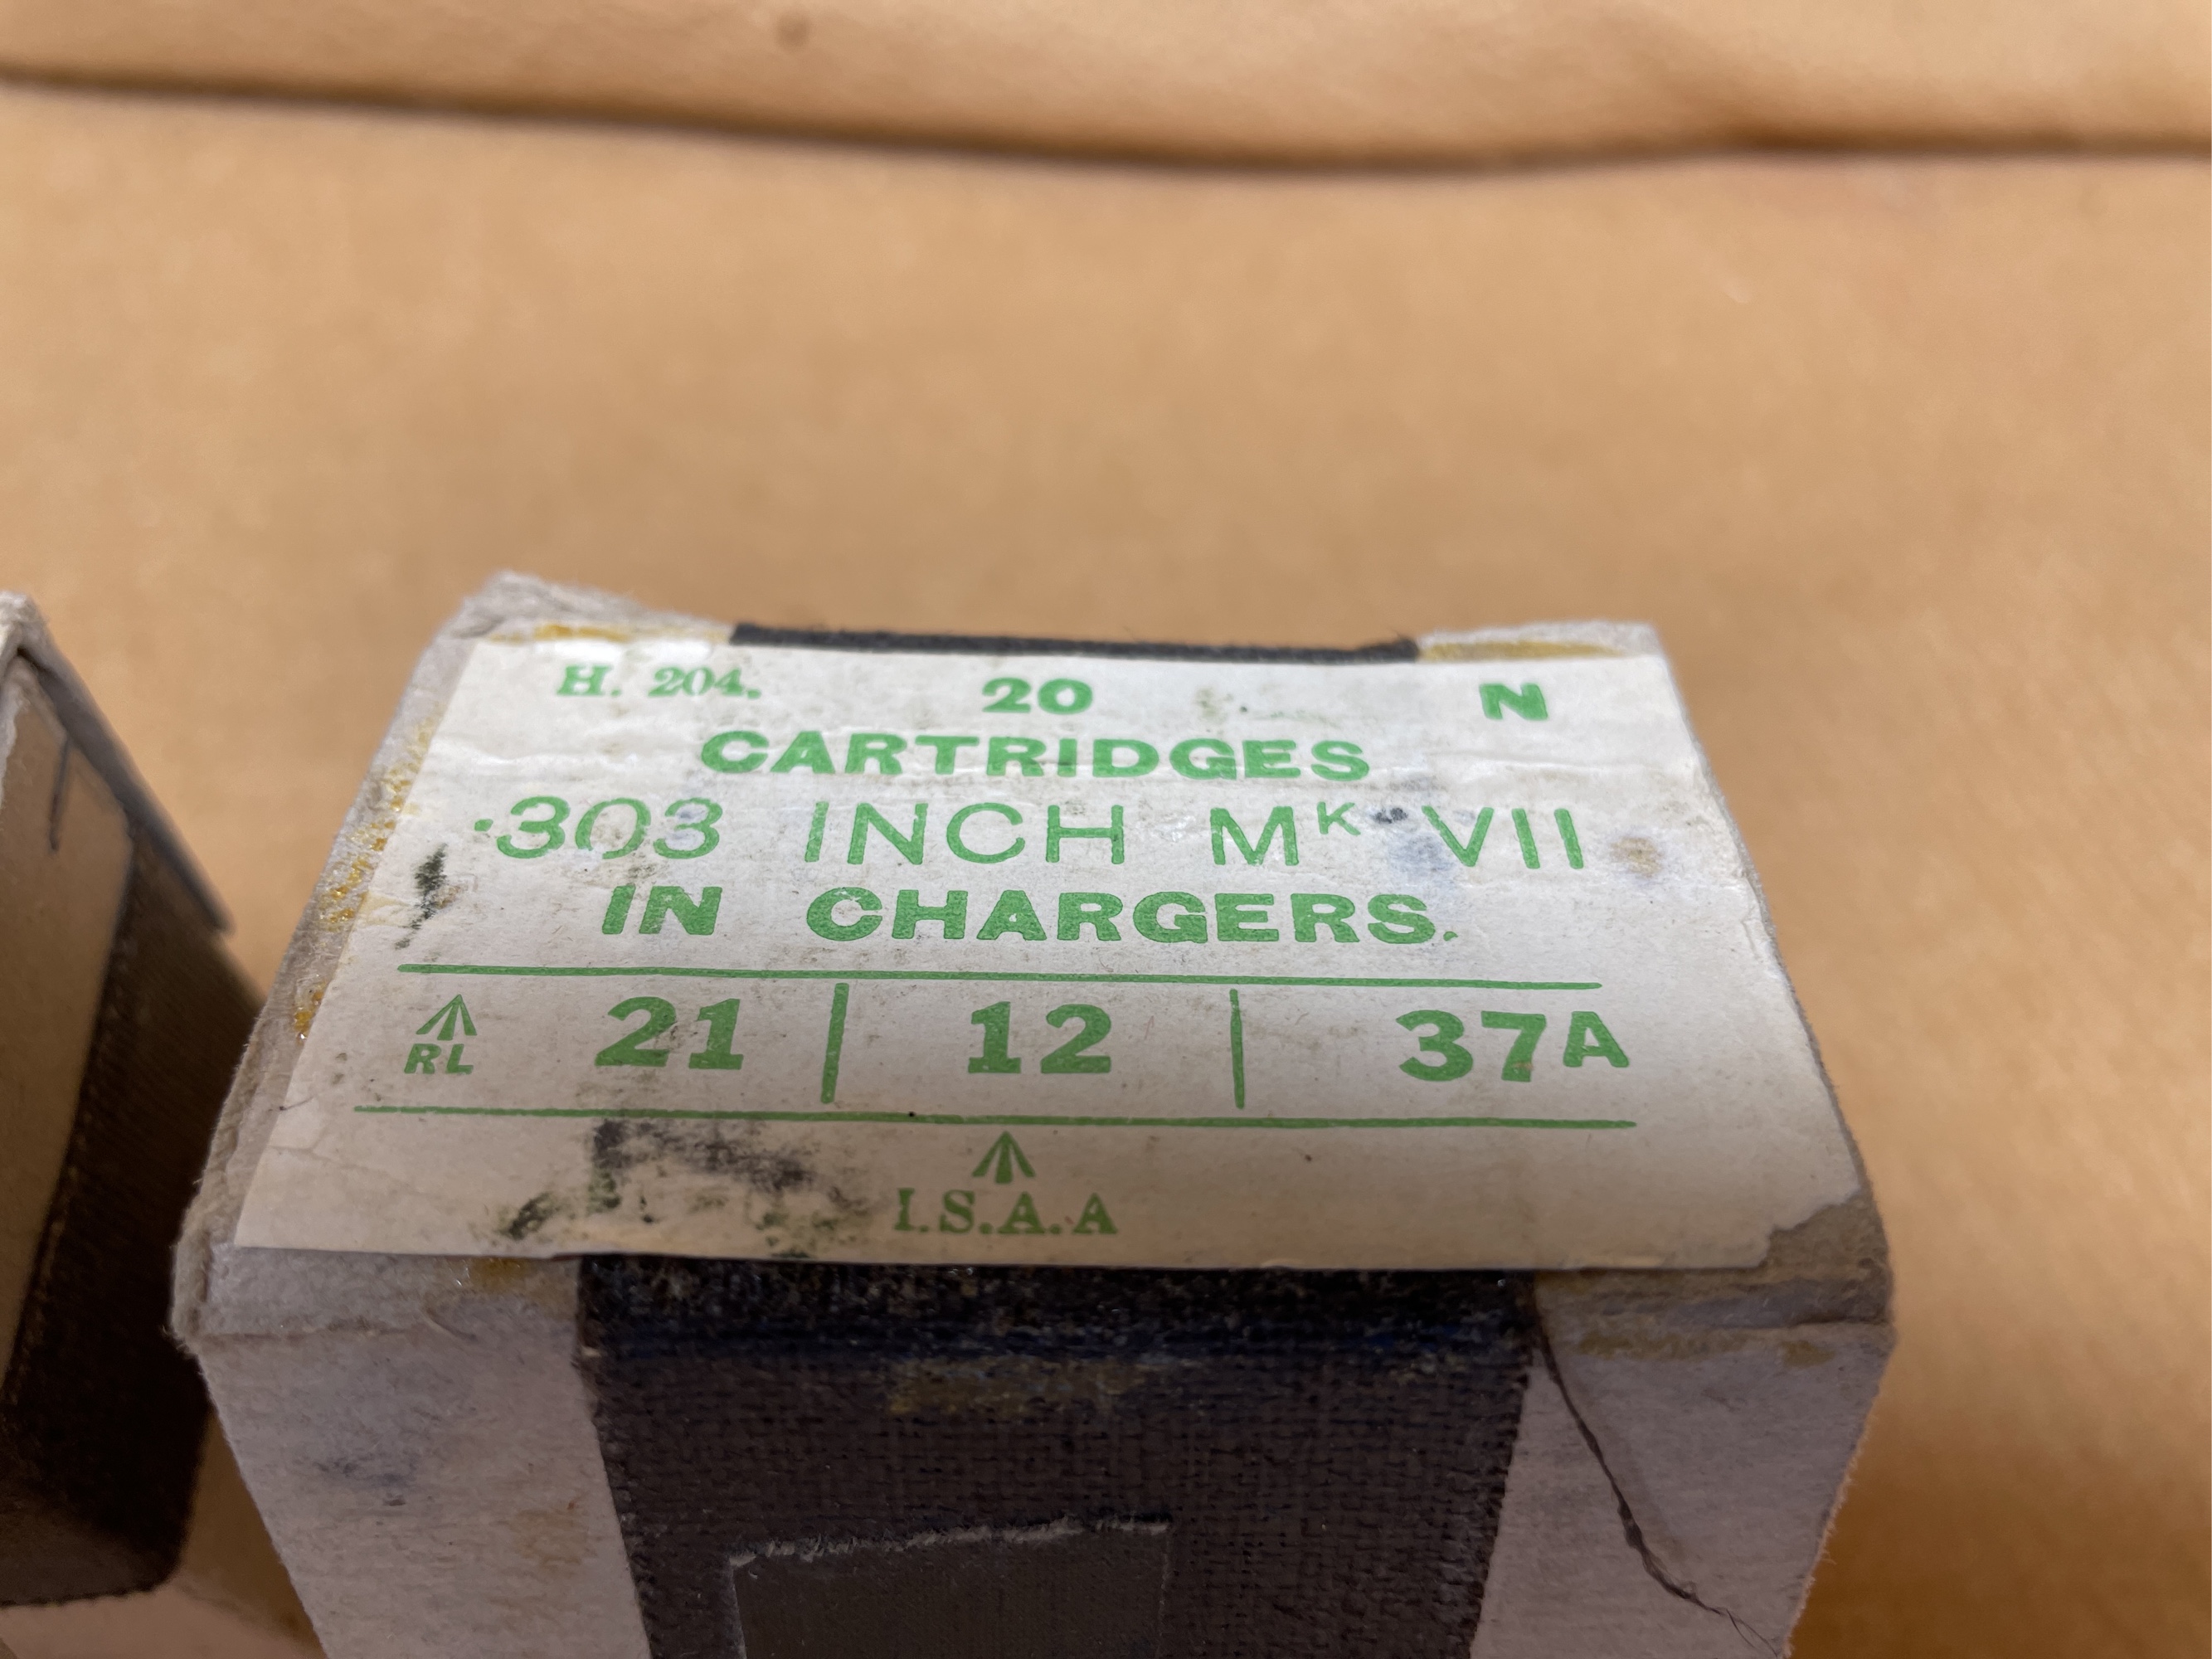 H. 204. 20 N
CARTRIDGES
·303 INCH MK VII
IN CHARGERS.
RL 21 | 12 | 37A
I.S.A.A